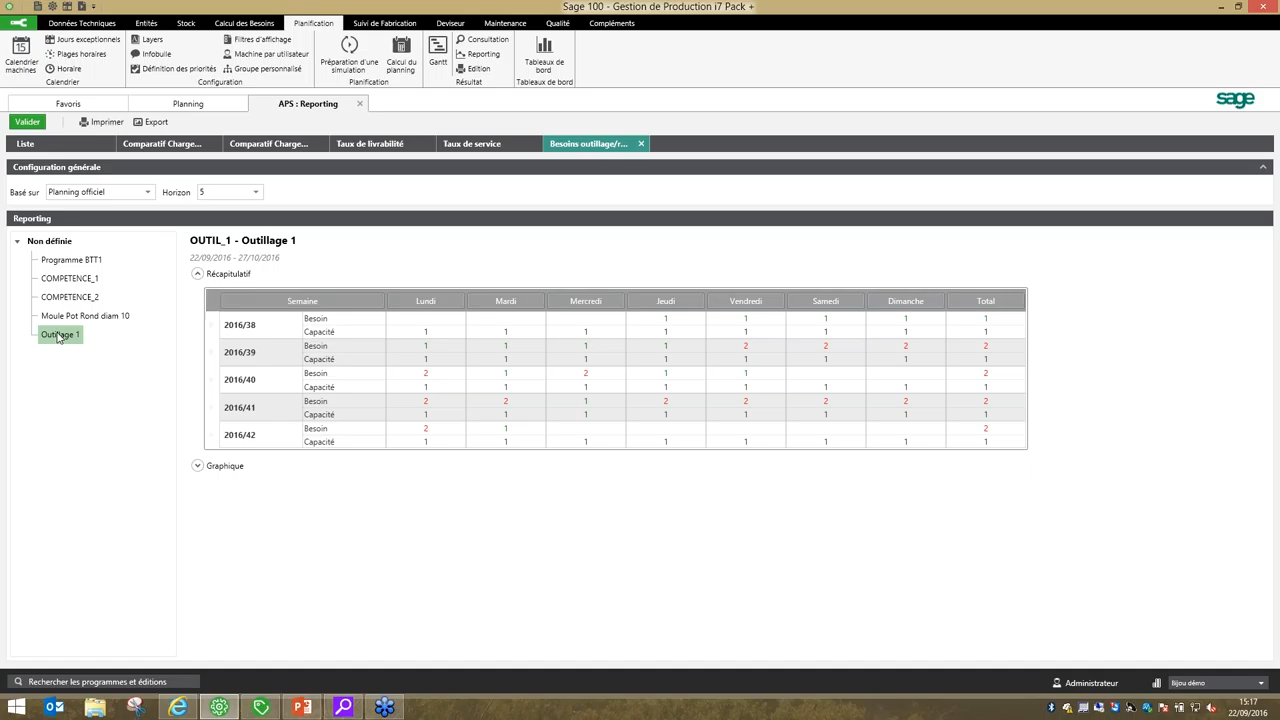 Sage 100 - Gestion de Production i7 Pack +
Données Techniques Entités Stock Calcul des Besoins Planification Suivi de Fabrication Deviseur Maintenance Qualité Compléments
Calendrier machines
Jours exceptionnels
Plages horaires
Horaire
Calendrier
Layers
Infobulle
Définition des priorités
Filtres d'affichage
Machine par utilisateur
Groupe personnalisé
Configuration
Préparation d'une simulation
Calcul du planning
Planification
Gantt
Consultation
Reporting
Edition
Résultat
Tableaux de bord
Tableaux de bord
Favoris Planning APS : Reporting
sage
Valider Imprimer Export
Liste Comparatif Charge... Comparatif Charge... Taux de livrabilité Taux de service Besoins outillage/r...
Configuration générale
Basé sur Planning officiel Horizon 5
Reporting
Non définie
Programme BTT1
COMPETENCE_1
COMPETENCE_2
Moule Pot Rond diam 10
Outillage 1
OUTIL_1 - Outillage 1
22/09/2016 - 27/10/2016
Récapitulatif
Semaine Lundi Mardi Mercredi Jeudi Vendredi Samedi Dimanche Total
2016/38
Besoin 1 1 1 1 1
Capacité 1 1 1 1 1 1 1 1
2016/39
Besoin 1 1 1 1 2 2 2 2
Capacité 1 1 1 1 1 1 1 1
2016/40
Besoin 2 1 2 1 1 2
Capacité 1 1 1 1 1 1 1 1
2016/41
Besoin 2 2 1 2 2 2 2 2
Capacité 1 1 1 1 1 1 1 1
2016/42
Besoin 2 1 2
Capacité 1 1 1 1 1 1 1 1
Graphique
Rechercher les programmes et éditions
Administrateur Bijou démo
15:17
22/09/2016